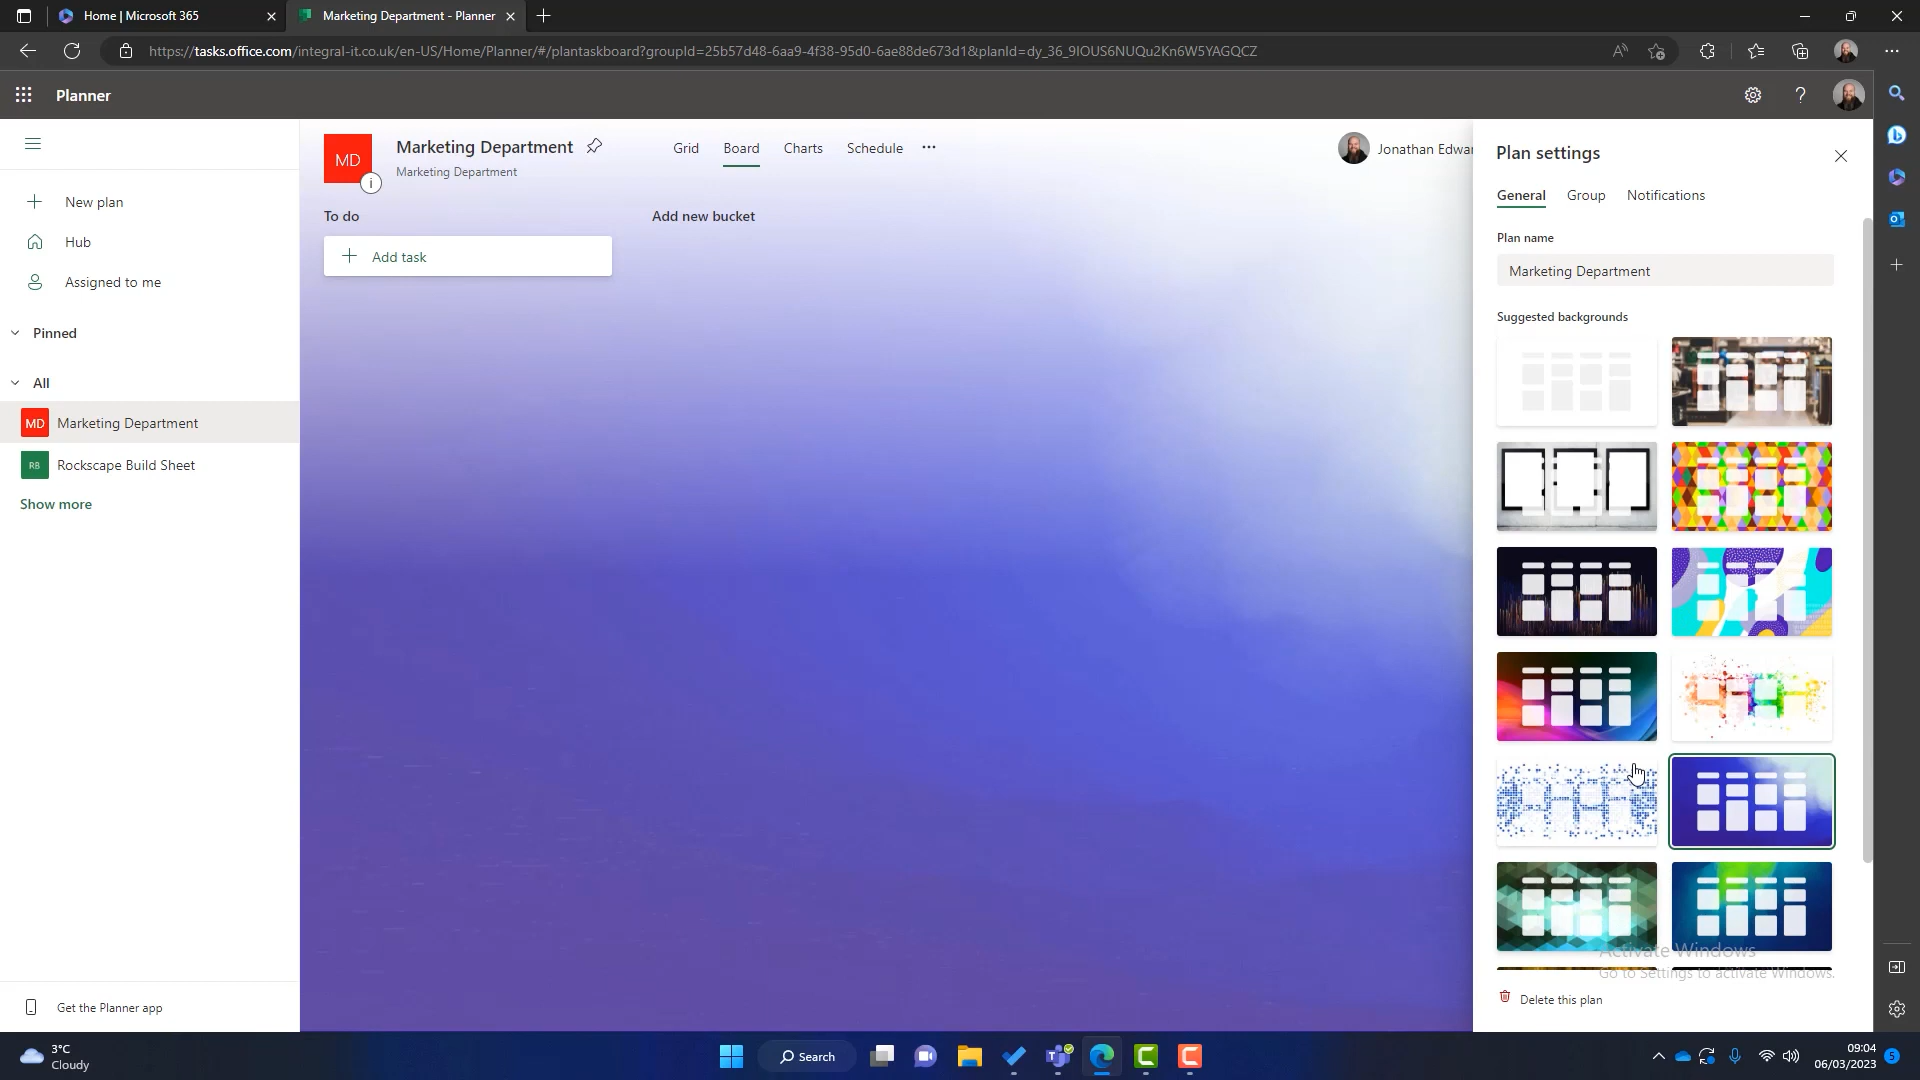 Home | Microsoft 365
Marketing Department - Planner
https://tasks.office.com/integral-it.co.uk/en-US/Home/Planner/#/plantaskboard?groupId=25b57d48-6aa9-4f38-95d0-6ae88de673d1&planId=dy_36_9IOUS6NUQu2Kn6W5YAGQCZ
Planner
MD
Marketing Department
Marketing Department
Grid
Board
Charts
Schedule
Jonathan Edwar
New plan
Hub
Assigned to me
Pinned
All
MD Marketing Department
RB Rockscape Build Sheet
Show more
Get the Planner app
To do
Add task
Add new bucket
Plan settings
General
Group
Notifications
Plan name
Marketing Department
Suggested backgrounds
Activate Windows
Go to Settings to activate Windows.
Delete this plan
3°C
Cloudy
Search
09:04
06/03/2023
5